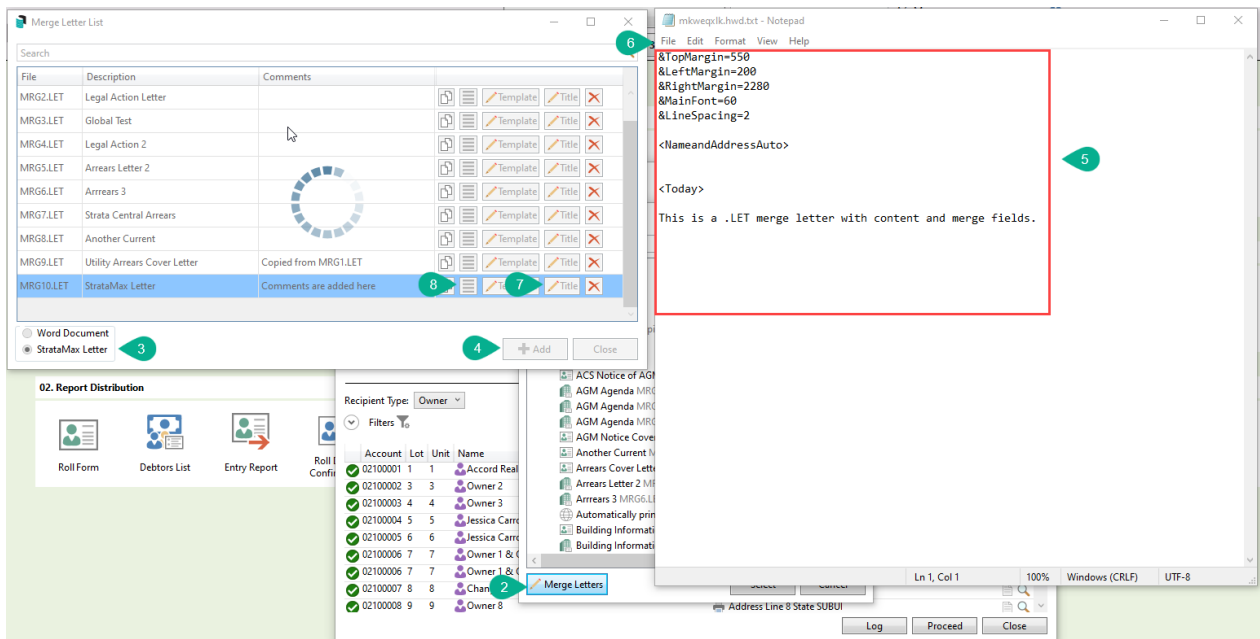 Merge Letter List
Search
File Description Comments
MRG2.LET Legal Action Letter Template Title
MRG3.LET Global Test Template Title
MRG4.LET Legal Action 2 Template Title
MRG5.LET Arrears Letter 2 Template Title
MRG6.LET Arrrears 3 Template Title
MRG7.LET Strata Central Arrears Template Title
MRG8.LET Another Current Template Title
MRG9.LET Utility Arrears Cover Letter Copied from MRG1.LET Template Title
MRG10.LET StrataMax Letter Comments are added here 8 7 Title
Word Document
StrataMax Letter 3
4 Add Close
mkweqxlk.hwd.txt - Notepad
6 File Edit Format View Help
&TopMargin=550
&LeftMargin=200
&RightMargin=2280
&MainFont=60
&LineSpacing=2
<NameandAddressAuto>
5
<Today>
This is a .LET merge letter with content and merge fields.
Ln 1, Col 1 100% Windows (CRLF) UTF-8
02. Report Distribution
Roll Form
Debtors List
Entry Report
Roll
Recipient Type: Owner
Filters
Account Lot Unit Name
02100001 1 1 Accord Real
02100002 3 3 Owner 2
02100003 4 4 Owner 3
02100004 5 5 Jessica
02100005 6 6 Jessica
02100006 7 7 Owner 1 &
02100006 7 7 Owner 1 &
02100007 8 8
02100008 9 9 Owner 8 Address Line 8 State SUBUI
ACS Notice of
AGM Agenda
AGM Agenda
AGM Agenda
AGM Notice
Another Current
Arrears Cover
Arrears Letter 2
Arrrears 3 MRG6.
Automatically
Building
Building
2 Merge Letters
Log Proceed Close